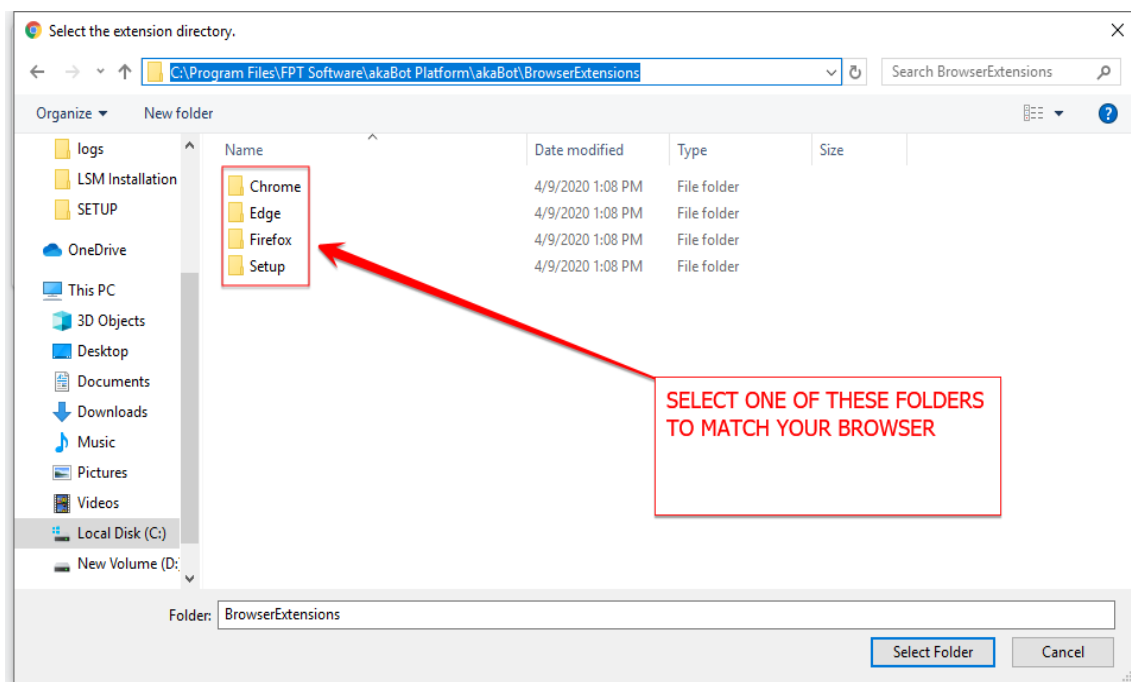 Select the extension directory.
C:\Program Files\FPT Software\akaBot Platform\akaBot\BrowserExtensions
Search BrowserExtensions
Organize
New folder
logs
LSM Installation
SETUP
OneDrive
This PC
3D Objects
Desktop
Documents
Downloads
Music
Pictures
Videos
Local Disk (C:)
New Volume (D:
Name Date modified Type Size
Chrome 4/9/2020 1:08 PM File folder
Edge 4/9/2020 1:08 PM File folder
Firefox 4/9/2020 1:08 PM File folder
Setup 4/9/2020 1:08 PM File folder
SELECT ONE OF THESE FOLDERS
TO MATCH YOUR BROWSER
Folder: BrowserExtensions
Select Folder Cancel